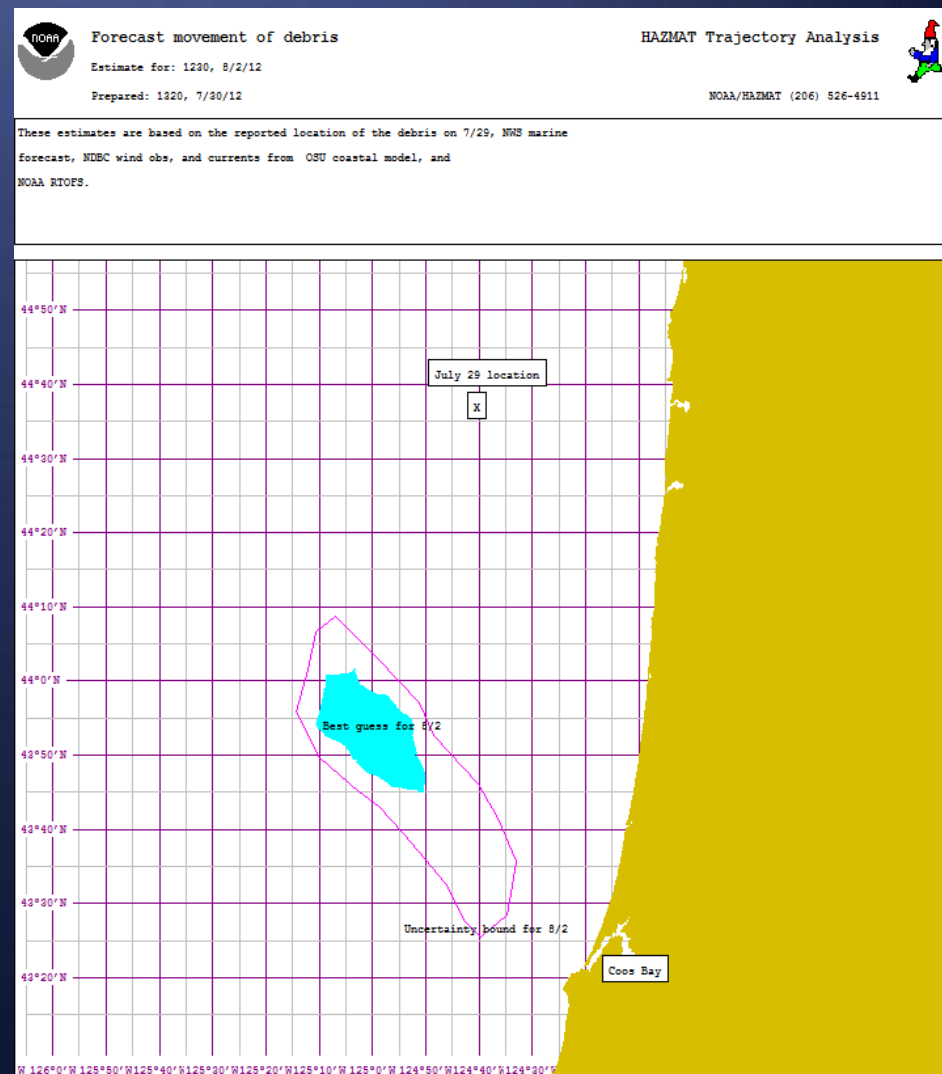 NOAA
Forecast movement of debris
HAZMAT Trajectory Analysis
Estimate for: 1230, 8/2/12
Prepared: 1320, 7/30/12
NOAA/HAZMAT (206) 526-4911
These estimates are based on the reported location of the debris on 7/29, NWS marine
forecast, NDBC wind obs, and currents from OSU coastal model, and
NOAA RTOFS.
44°50'N
July 29 location
44°40'N
X
44°30'N
44°20'N
44°10'N
44°0'N
Best guess for 8/2
43°50'N
43°40'N
43°30'N
Uncertainty bound for 8/2
Coos Bay
43°20'N
W 126°0'W 125°50'W 125°40'W 125°30'W 125°20'W 125°10'W 125°0'W 124°50'W 124°40'W 124°30'W